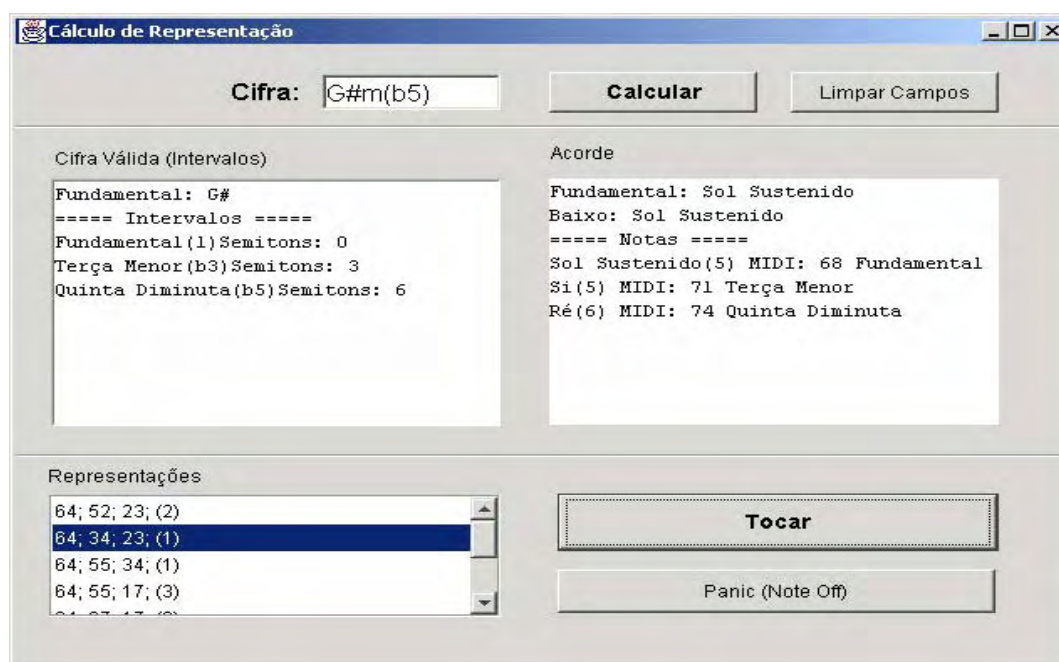 Cálculo de Representação
Cifra: G#m(b5) Calcular Limpar Campos
Cifra Válida (Intervalos)
Fundamental: G#
===== Intervalos =====
Fundamental(1)Semitons: 0
Terça Menor(b3)Semitons: 3
Quinta Diminuta(b5)Semitons: 6
Acorde
Fundamental: Sol Sustenido
Baixo: Sol Sustenido
===== Notas =====
Sol Sustenido(5) MIDI: 68 Fundamental
Si(5) MIDI: 71 Terça Menor
Ré(6) MIDI: 74 Quinta Diminuta
Representações
64; 52; 23; (2)
64; 34; 23; (1)
64; 55; 34; (1)
64; 55; 17; (3)
Tocar
Panic (Note Off)